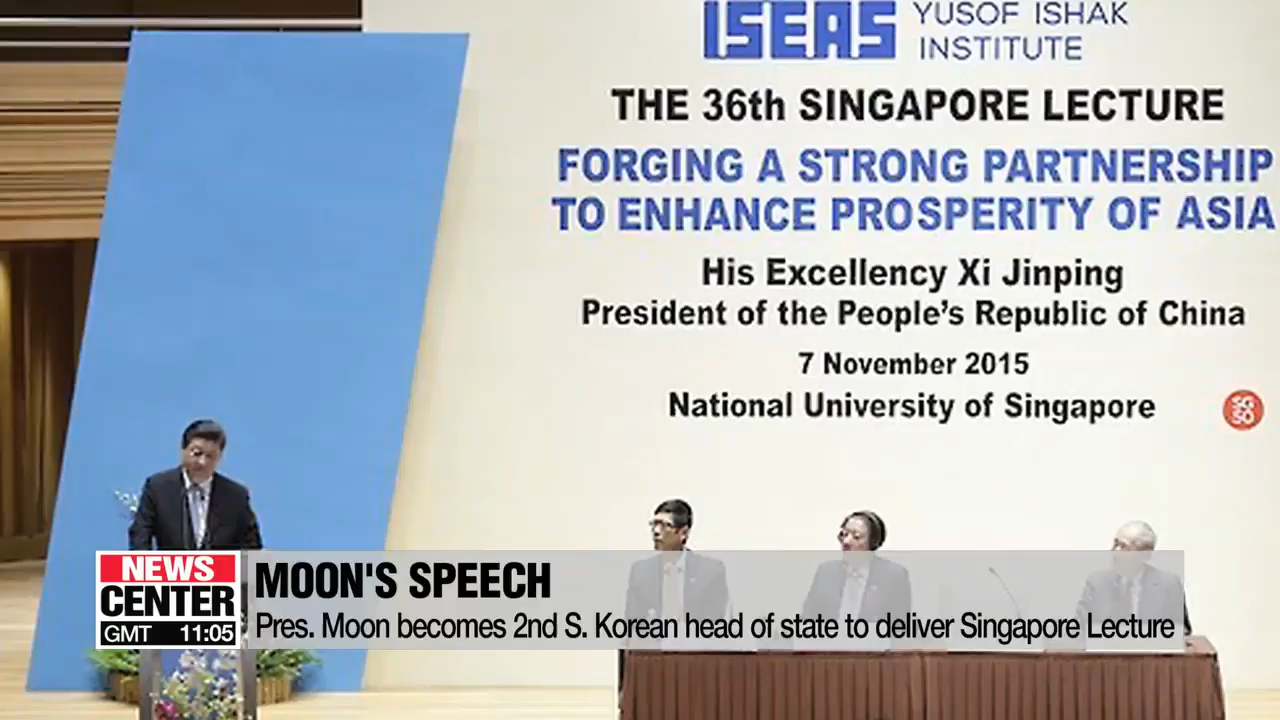 ISEAS YUSOF ISHAK
INSTITUTE
THE 36th SINGAPORE LECTURE
FORGING A STRONG PARTNERSHIP
TO ENHANCE PROSPERITY OF ASIA
His Excellency Xi Jinping
President of the People's Republic of China
7 November 2015
National University of Singapore
SG
50
NEWS
CENTER
GMT 11:05
MOON'S SPEECH
Pres. Moon becomes 2nd S. Korean head of state to deliver Singapore Lecture